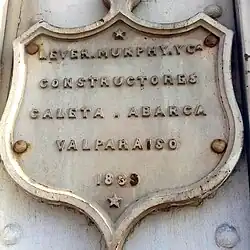 LEVER.MURPHY.YCª
CONSTRUCTORES
CALETA . ABARCA
VALPARAISO
1885